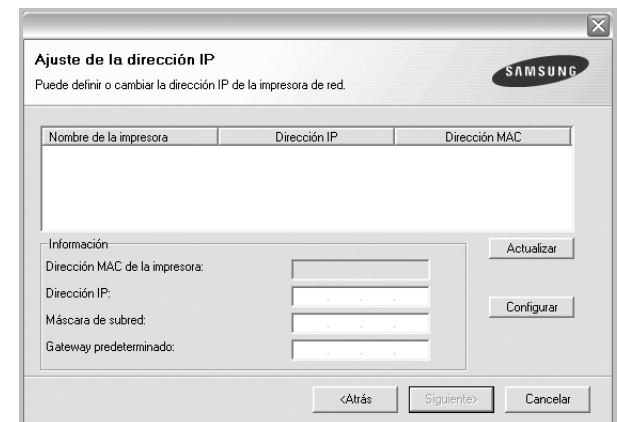 Ajuste de la dirección IP
Puede definir o cambiar la dirección IP de la impresora de red.
SAMSUNG
Nombre de la impresora Dirección IP Dirección MAC
Información
Actualizar
Dirección MAC de la impresora:
Dirección IP:
Configurar
Máscara de subred:
Gateway predeterminado:
<Atrás Siguiente> Cancelar